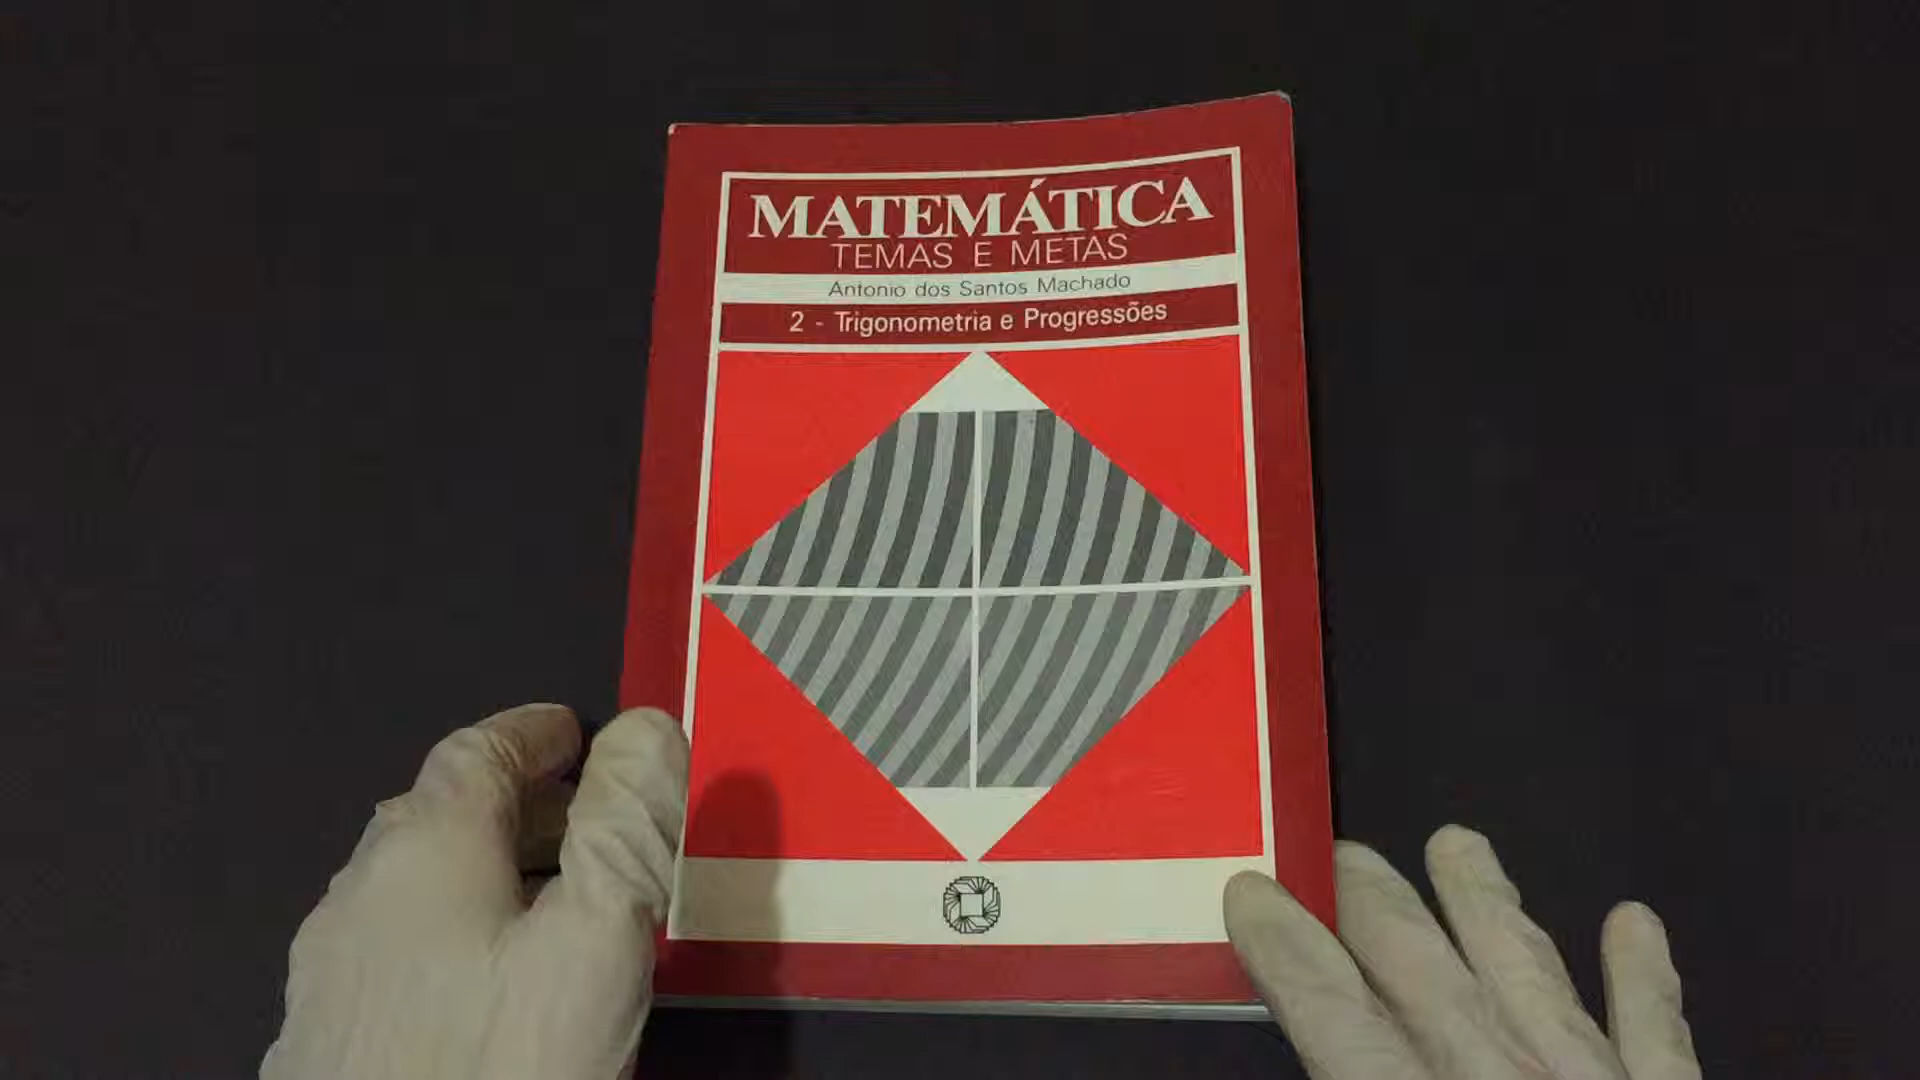 MATEMÁTICA
TEMAS E METAS
Antonio dos Santos Machado
2 - Trigonometria e Progressões